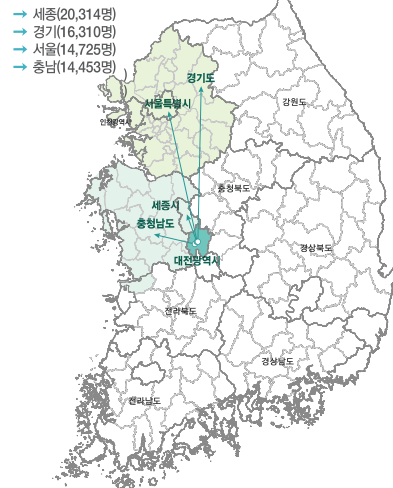 → 세종(20,314명)
→ 경기(16,310명)
→ 서울(14,725명)
→ 충남(14,453명)
경기도
서울특별시
강원도
인천광역시
충청북도
세종시
충청남도
경상북도
대전광역시
전라북도
경상남도
전라남도